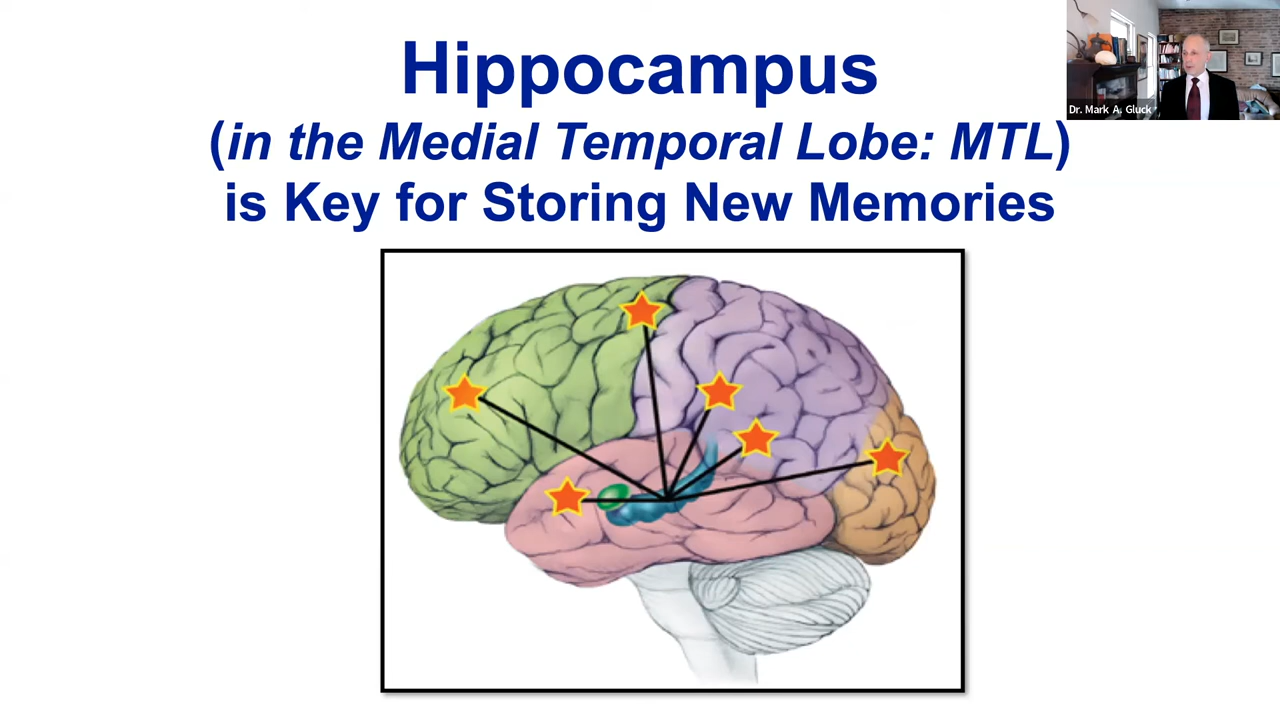 Hippocampus
(in the Medial Temporal Lobe: MTL)
is Key for Storing New Memories
Dr. Mark A. Gluck